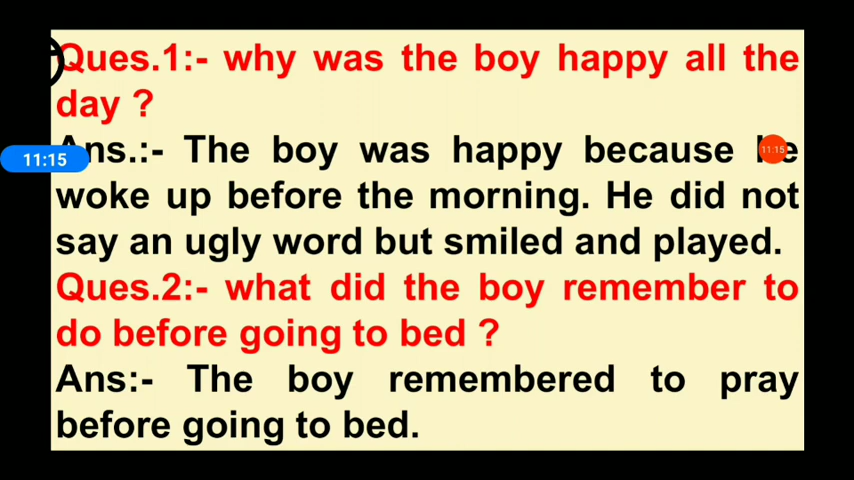 Ques.1:- why was the boy happy all the
day ?
Ans.:- The boy was happy because he
11:15
11:15
woke up before the morning. He did not
say an ugly word but smiled and played.
Ques.2:- what did the boy remember to
do before going to bed ?
Ans:- The boy remembered to pray
before going to bed.